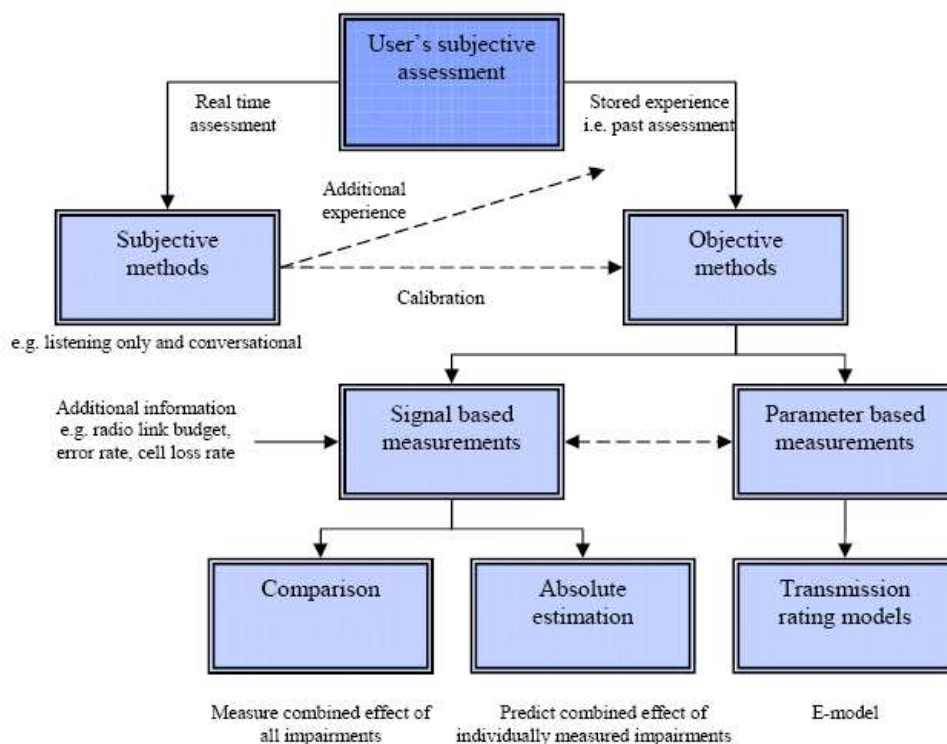 User's subjective
assessment
Real time
assessment
Stored experience
i.e. past assessment
Additional
experience
Subjective
methods
Objective
methods
Calibration
e.g. listening only and conversational
Additional information
e.g. radio link budget,
error rate, cell loss rate
Signal based
measurements
Parameter based
measurements
Comparison
Absolute
estimation
Transmission
rating models
Measure combined effect of
all impairments
Predict combined effect of
individually measured impairments
E-model